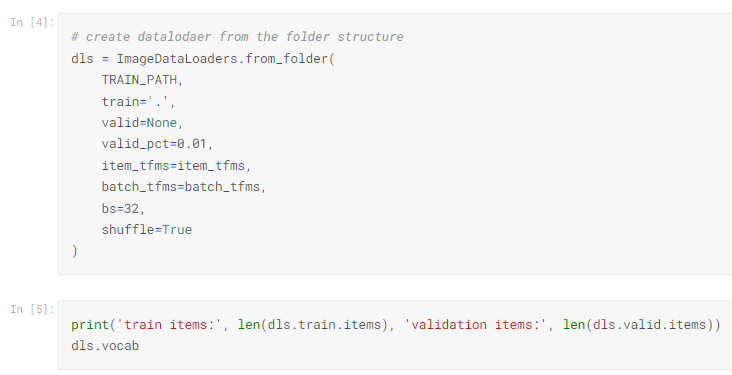 In [4]:
# create datalodaer from the folder structure
dls = ImageDataLoaders.from_folder(
    TRAIN_PATH,
    train='.',
    valid=None,
    valid_pct=0.01,
    item_tfms=item_tfms,
    batch_tfms=batch_tfms,
    bs=32,
    shuffle=True
)
In [5]:
print('train items:', len(dls.train.items), 'validation items:', len(dls.valid.items))
dls.vocab